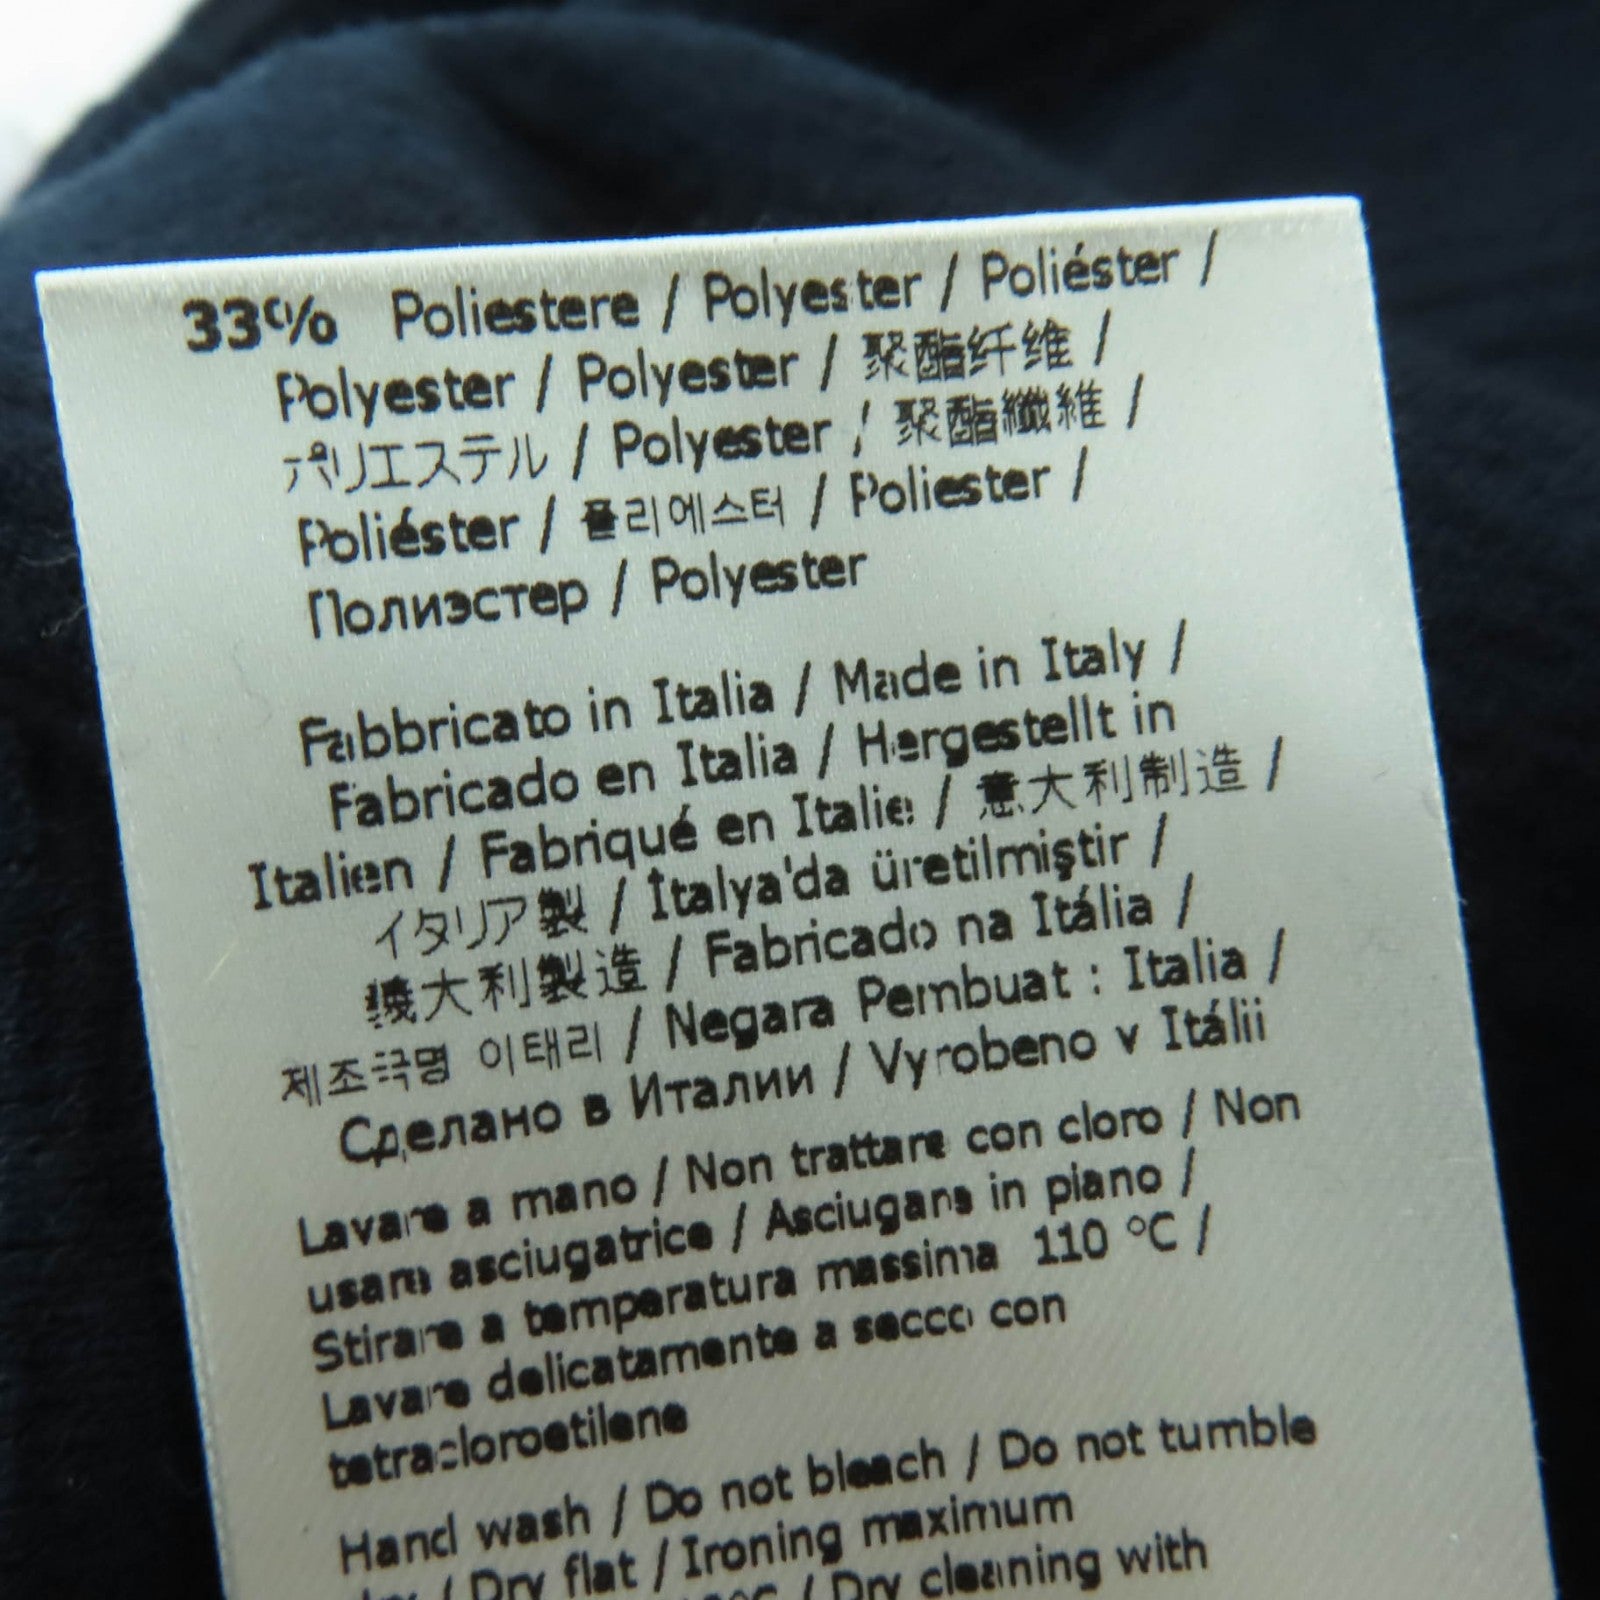 33% Poliestere / Polyester / Poliéster /
Polyester / Polyester / 聚酯纤维 /
ポリエステル / Polyester / 聚酯纖維 /
Poliéster / 폴리에스터 / Poliester /
Полиэстер / Polyester
Fabbricato in Italia / Made in Italy /
Fabricado en Italia / Hergestellt in
Italien / Fabriqué en Italie / 意大利制造 /
イタリア製 / İtalya'da üretilmiştir /
義大利製造 / Fabricado na Itália /
제조국명 이태리 / Negara Pembuat : Italia /
Сделано в Италии / Vyrobeno v Itálii
Lavare a mano / Non trattare con cloro / Non
usare asciugatrice / Asciugare in piano /
Stirare a temperatura massima 110 °C /
Lavare delicatamente a secco con
tetracloroetilene
Hand wash / Do not bleach / Do not tumble
dry / Dry flat / Ironing maximum
°C / Dry cleaning with